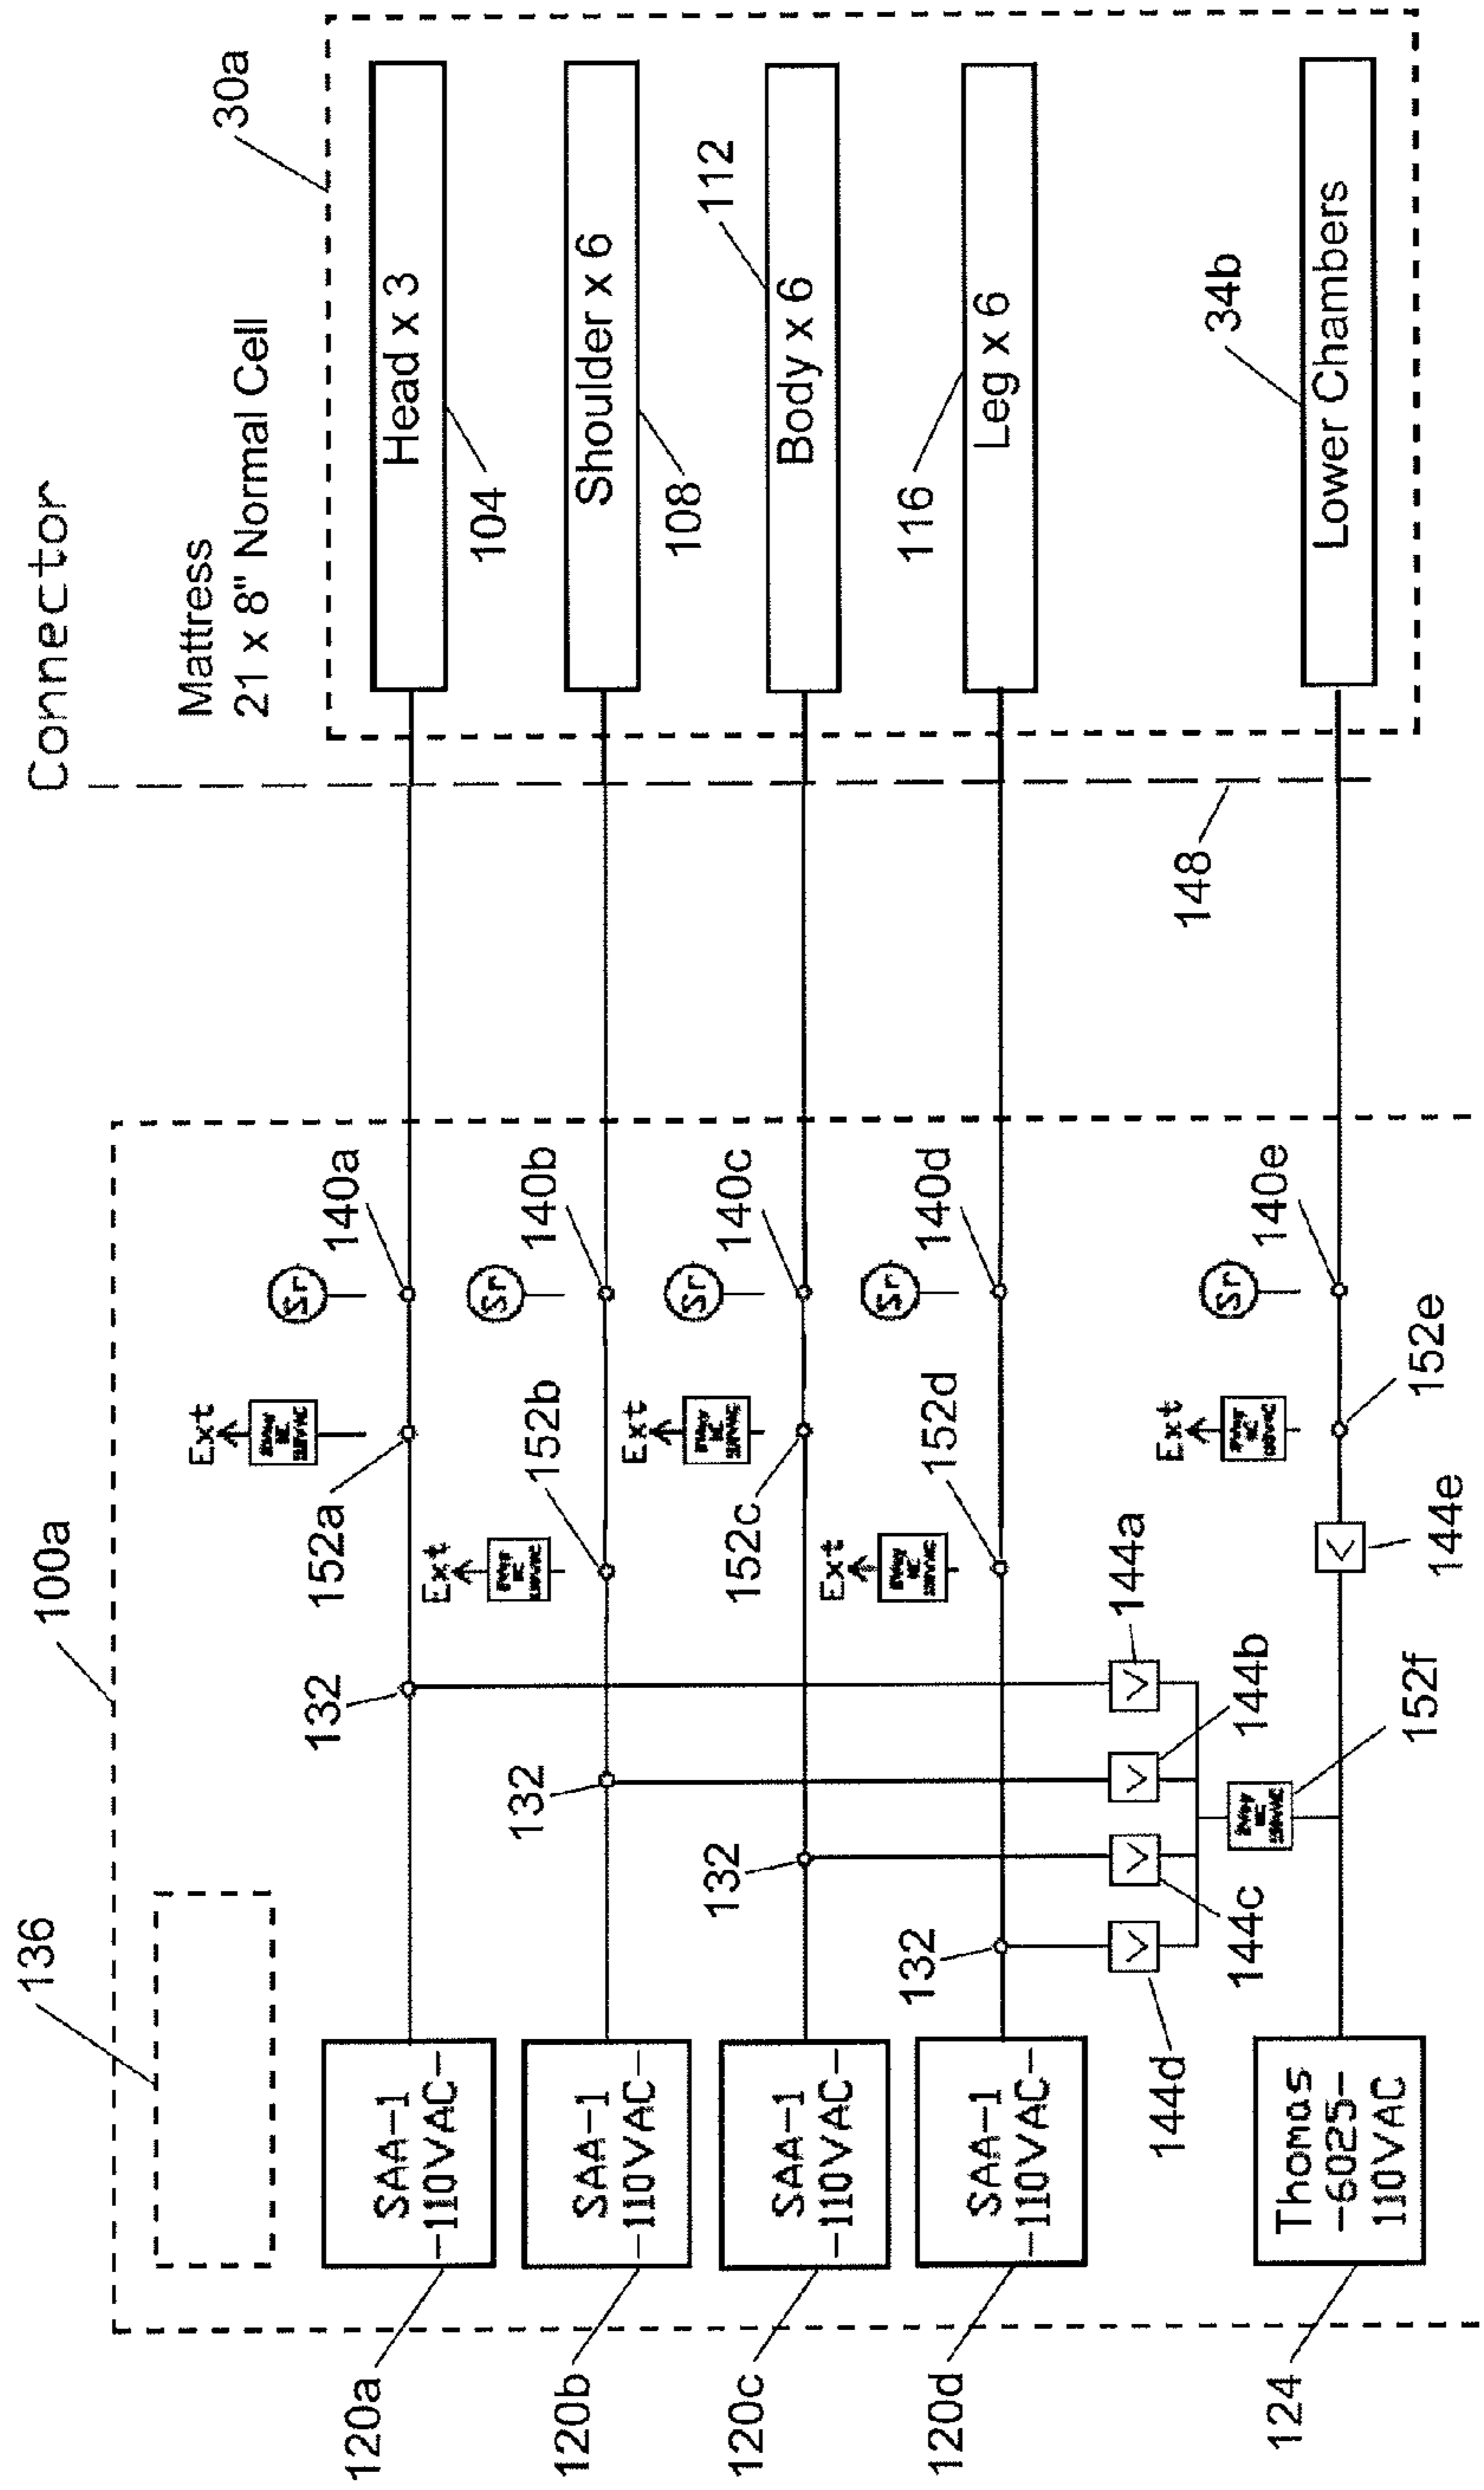 Connector
Mattress
21 x 8" Normal Cell
30a
Head x 3
104
Shoulder x 6
108
Body x 6
112
Leg x 6
116
Lower Chambers
34b
148
100a
136
Sr
140a
Ext
152a
132
SAA-1
-110VAC-
120a
Sr
140b
Ext
152b
132
SAA-1
-110VAC-
120b
Sr
140c
Ext
152c
132
SAA-1
-110VAC-
120c
Sr
140d
Ext
152d
132
SAA-1
-110VAC-
120d
144a
144b
144c
144d
152f
Sr
140e
Ext
152e
144e
Thomas
-6025-
110VAC
124